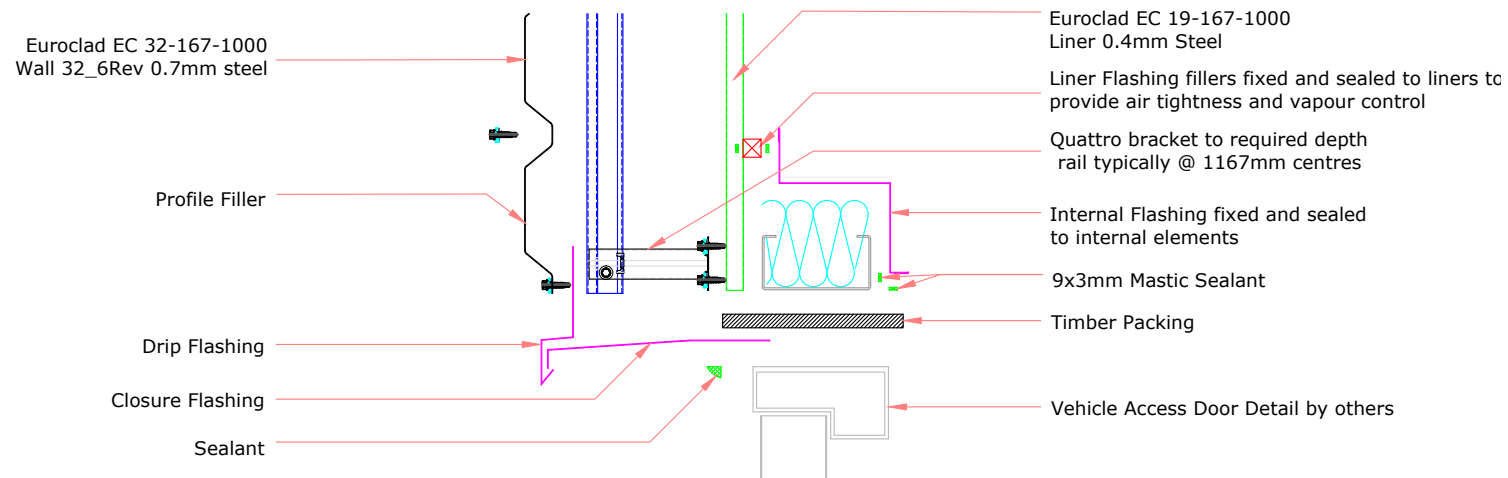 Euroclad EC 32-167-1000
Wall 32_6Rev 0.7mm steel
Profile Filler
Drip Flashing
Closure Flashing
Sealant
Euroclad EC 19-167-1000
Liner 0.4mm Steel
Liner Flashing fillers fixed and sealed to liners to
provide air tightness and vapour control
Quattro bracket to required depth
rail typically @ 1167mm centres
Internal Flashing fixed and sealed
to internal elements
9x3mm Mastic Sealant
Timber Packing
Vehicle Access Door Detail by others